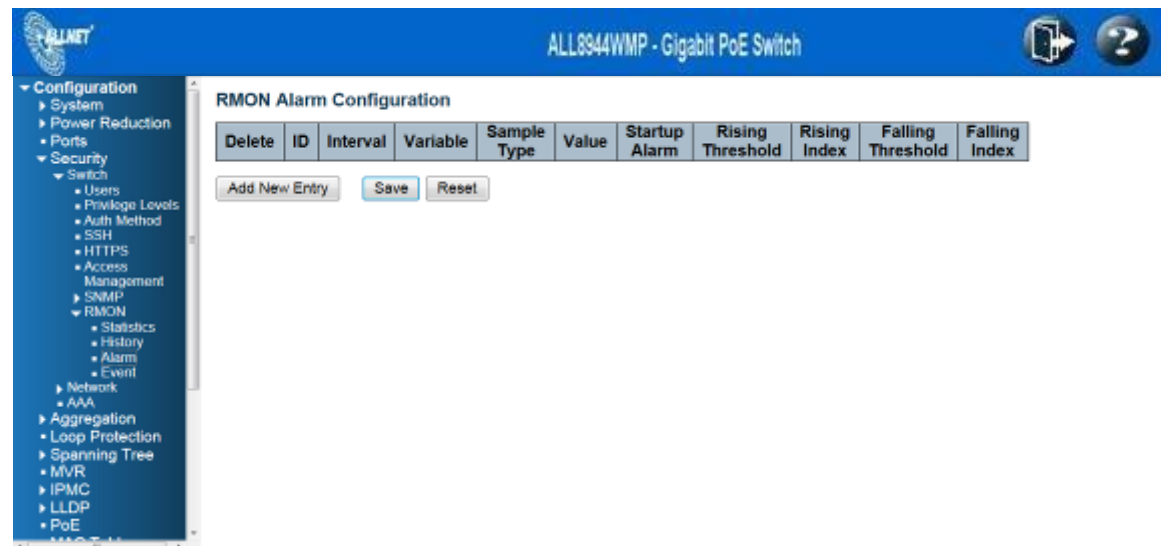 ALLNET
ALL8944WMP - Gigabit PoE Switch
Configuration
System
Power Reduction
Ports
Security
Switch
Users
Privilege Levels
Auth Method
SSH
HTTPS
Access
Management
SNMP
RMON
Statistics
History
Alarm
Event
Network
AAA
Aggregation
Loop Protection
Spanning Tree
MVR
IPMC
LLDP
PoE
RMON Alarm Configuration
Delete ID Interval Variable Sample Type Value Startup Alarm Rising Threshold Rising Index Falling Threshold Falling Index
Add New Entry Save Reset